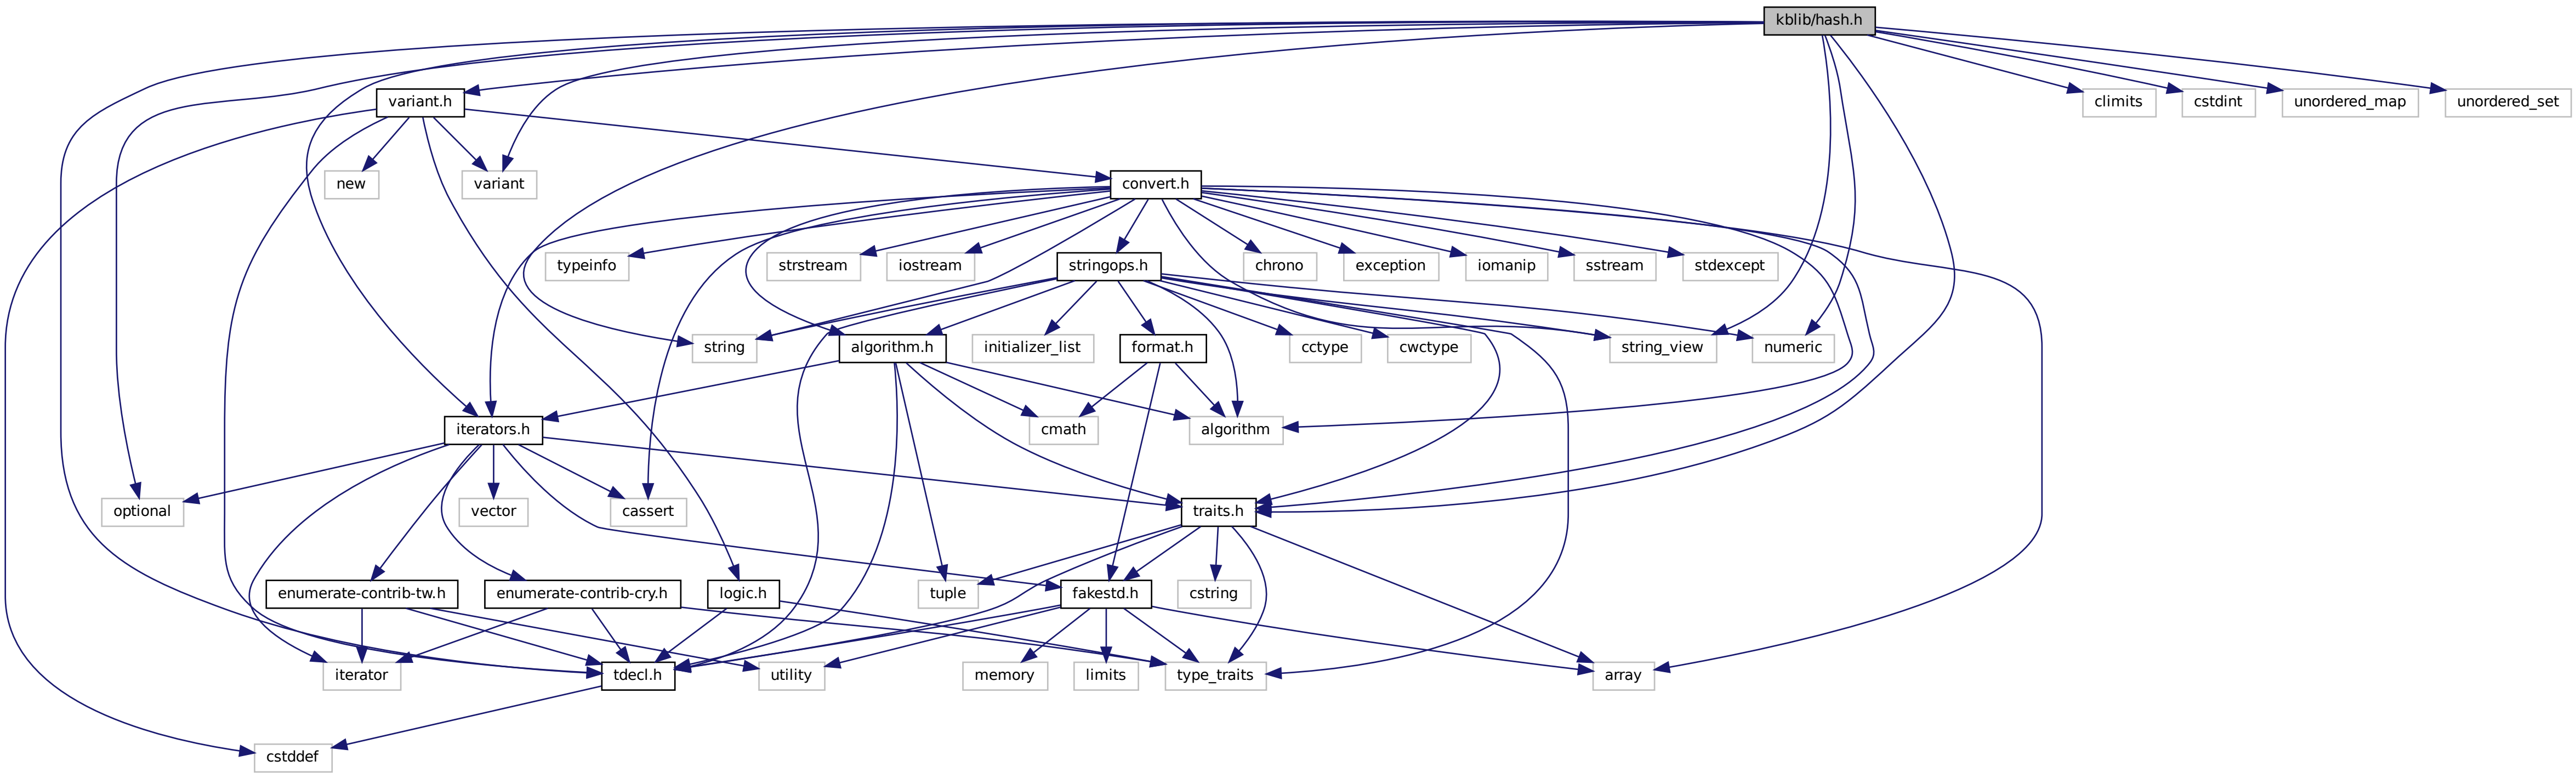 kblib/hash.h
variant.h
climits
cstdint
unordered_map
unordered_set
new
variant
convert.h
typeinfo
strstream
iostream
stringops.h
chrono
exception
iomanip
sstream
stdexcept
string
algorithm.h
initializer_list
format.h
cctype
cwctype
string_view
numeric
iterators.h
cmath
algorithm
optional
vector
cassert
traits.h
enumerate-contrib-tw.h
enumerate-contrib-cry.h
logic.h
tuple
fakestd.h
cstring
iterator
tdecl.h
utility
memory
limits
type_traits
array
cstddef